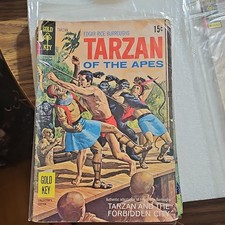 GOLD
KEY
EDGAR RICE BURROUGHS'
15¢
TARZAN
OF THE APES
GOLD
KEY
TARZAN AND THE
FORBIDDEN CITY